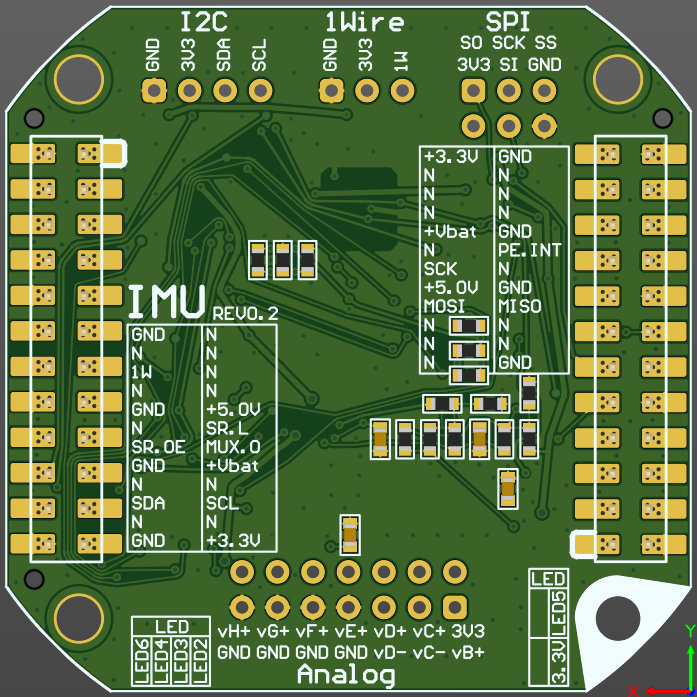 I2C 1Wire SPI
SO SCK SS
GND 3V3 SDA SCL GND 3V3 1W 3V3 SI GND
+3.3V GND
N N
N N
N N
+Vbat GND
N PE.INT
SCK N
+5.0V GND
MOSI MISO
N N
N N
N GND
IMU REV0.2
GND N
N N
1W N
N N
GND +5.0V
N SR.L
SR.OE MUX.O
GND +Vbat
N N
SDA SCL
N N
GND +3.3V
LED
LED5
3.3V
LED
LED6 LED4 LED3 LED2
vH+ vG+ vF+ vE+ vD+ vC+ 3V3
GND GND GND GND vD- vC- vB+
Analog
Y
X